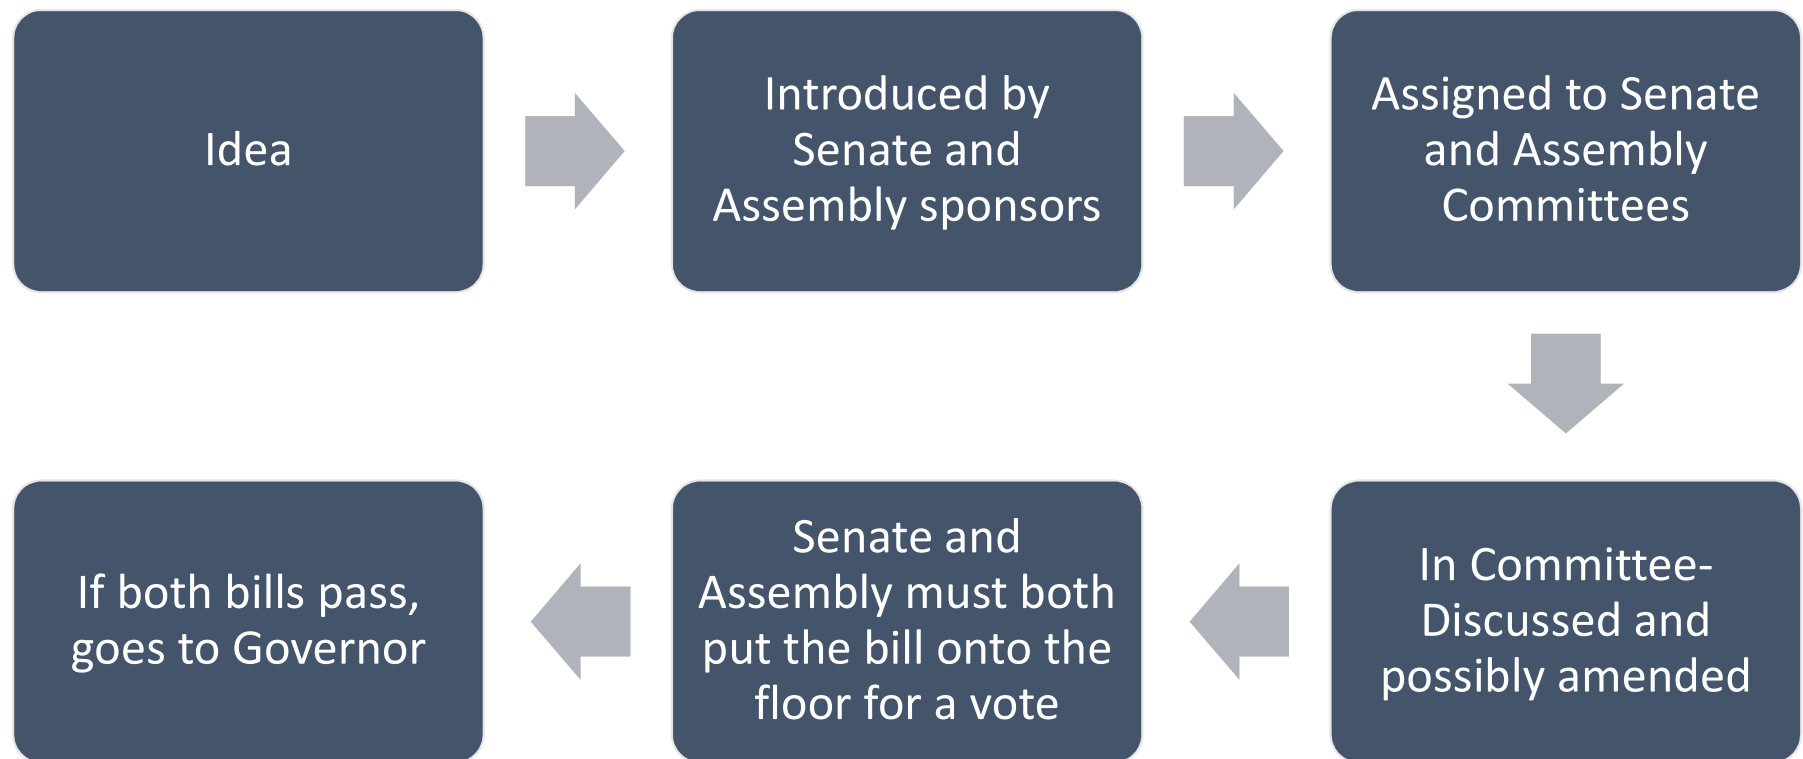 Idea
Introduced by
Senate and
Assembly sponsors
Assigned to Senate
and Assembly
Committees
In Committee-
Discussed and
possibly amended
Senate and
Assembly must both
put the bill onto the
floor for a vote
If both bills pass,
goes to Governor